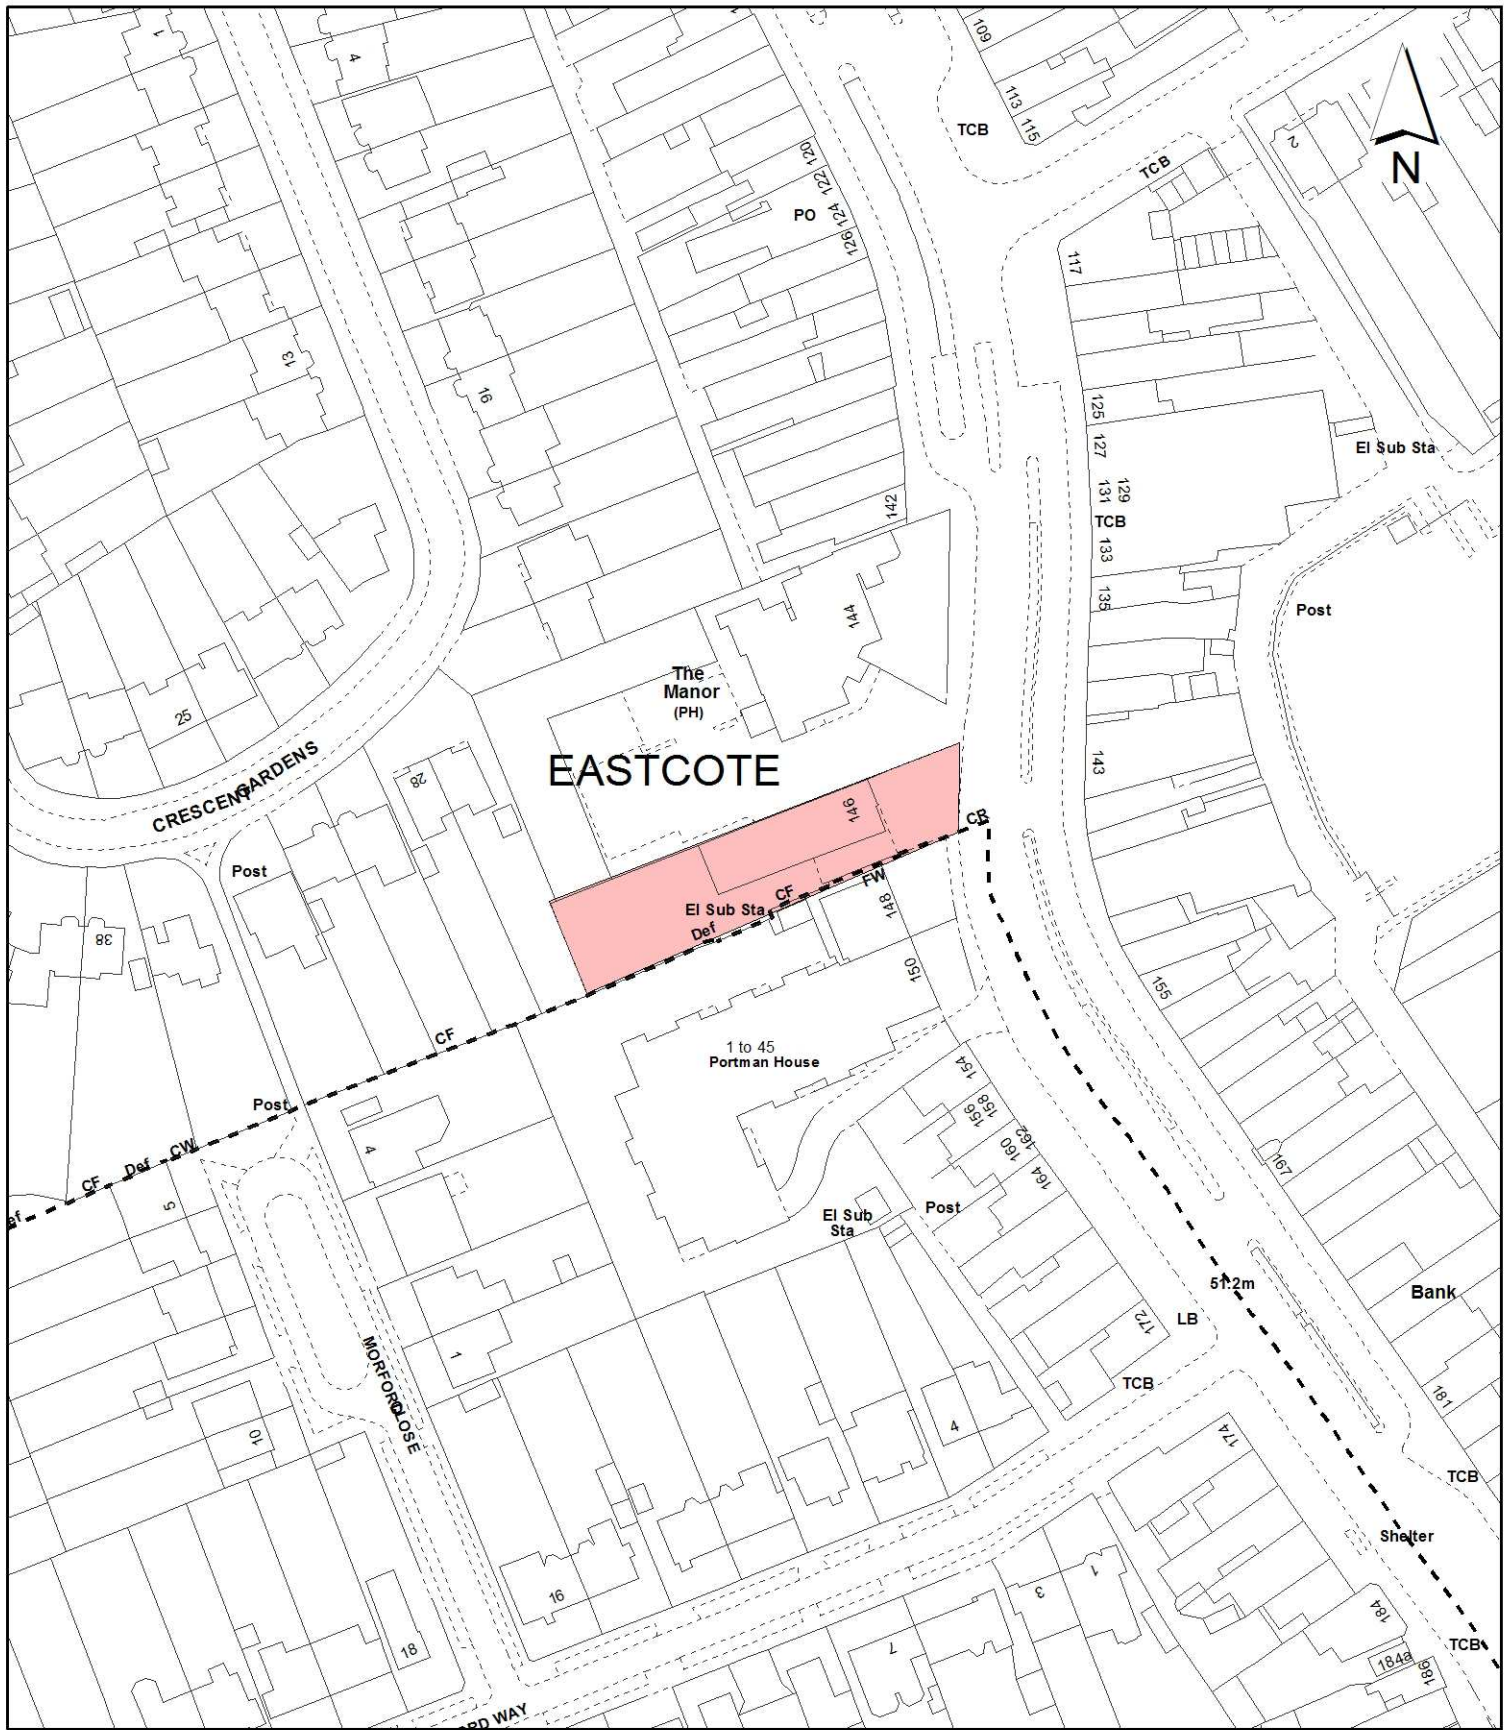 1
4
109
113
115
TCB
TCB
2
N
120
122
124
126
PO
117
13
16
125
127
El Sub Sta
142
131
129
TCB
133
135
144
Post
The
Manor
(PH)
25
EASTCOTE
143
CRESCENT
GARDENS
28
146
CB
Post
CF
FW
El Sub Sta
148
Def
38
150
155
CF
1 to 45
Portman House
154
158
156
162
160
164
Post
4
CW
Def
CF
ef
5
167
El Sub
Sta
Post
51.2m
Bank
LB
172
1
MORFORD
CLOSE
TCB
181
4
10
174
TCB
Shelter
16
3
1
184
18
7
TCB
184a
186
RD WAY